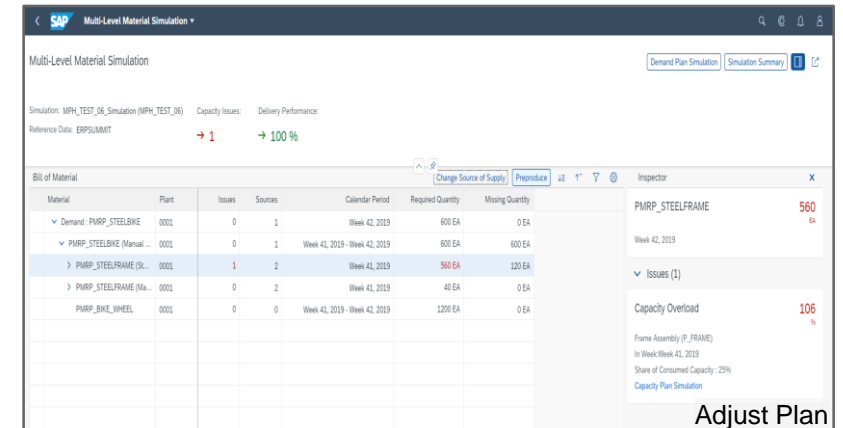 SAP Multi-Level Material Simulation
Multi-Level Material Simulation
Demand Plan Simulation Simulation Summary
Simulation: MPH_TEST_06_Simulation (MPH_TEST_06) Capacity Issues: Delivery Performance:
Reference Data: ERPSUMMIT → 1 → 100 %
Bill of Material Change Source of Supply Preproduce Inspector X
Material Plant Issues Sources Calendar Period Required Quantity Missing Quantity
PMRP_STEELFRAME 560
EA
Demand : PMRP_STEELBIKE 0001 0 1 Week 42, 2019 600 EA 0 EA
PMRP_STEELBIKE (Manual ... 0001 0 1 Week 41, 2019 - Week 42, 2019 600 EA 600 EA
Week 42, 2019
PMRP_STEELFRAME (St... 0001 1 2 Week 41, 2019 560 EA 120 EA
Issues (1)
PMRP_STEELFRAME (Ma... 0001 0 2 Week 41, 2019 40 EA 0 EA
PMRP_BIKE_WHEEL 0001 0 0 Week 41, 2019 - Week 42, 2019 1200 EA 0 EA
Capacity Overload 106
%
Frame Assembly (P_FRAME)
In Week:Week 41, 2019
Share of Consumed Capacity : 25%
Capacity Plan Simulation
Adjust Plan